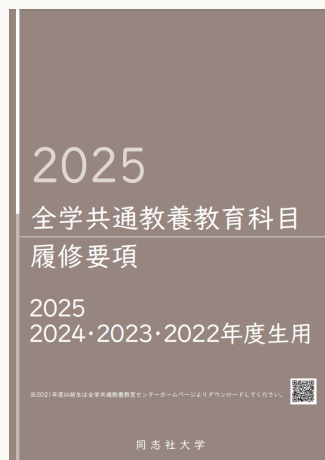 2025
全学共通教養教育科目
履修要項
2025
2024・2023・2022年度生用
※2021年度以前生は全学共通教養教育センターホームページよりダウンロードしてください。
同志社大学